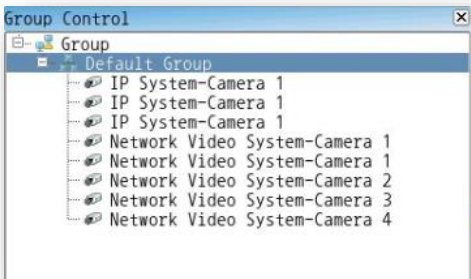 Group Control
Group
Default Group
IP System-Camera 1
IP System-Camera 1
IP System-Camera 1
Network Video System-Camera 1
Network Video System-Camera 1
Network Video System-Camera 2
Network Video System-Camera 3
Network Video System-Camera 4